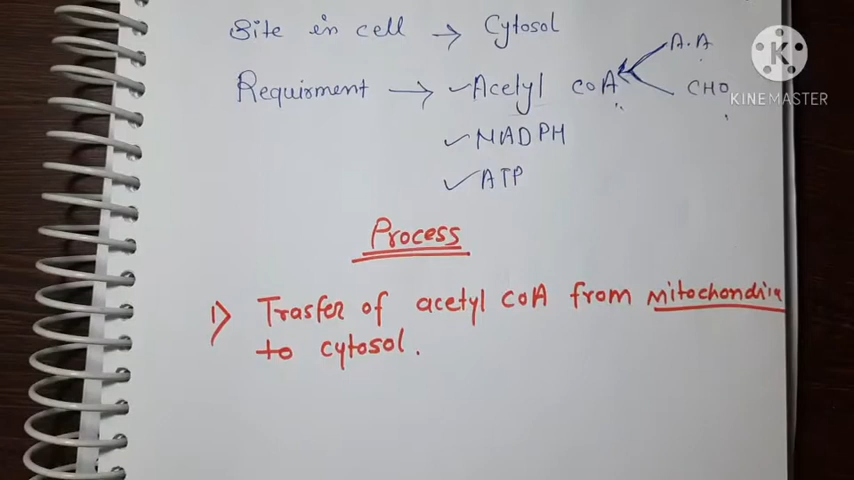 Site in cell → Cytosol
A.A
Requirment → ✓Acetyl coA
CHO
✓NADPH
✓ATP
Process
1) Trasfer of acetyl coA from mitochondria
to cytosol.
K
KINEMASTER